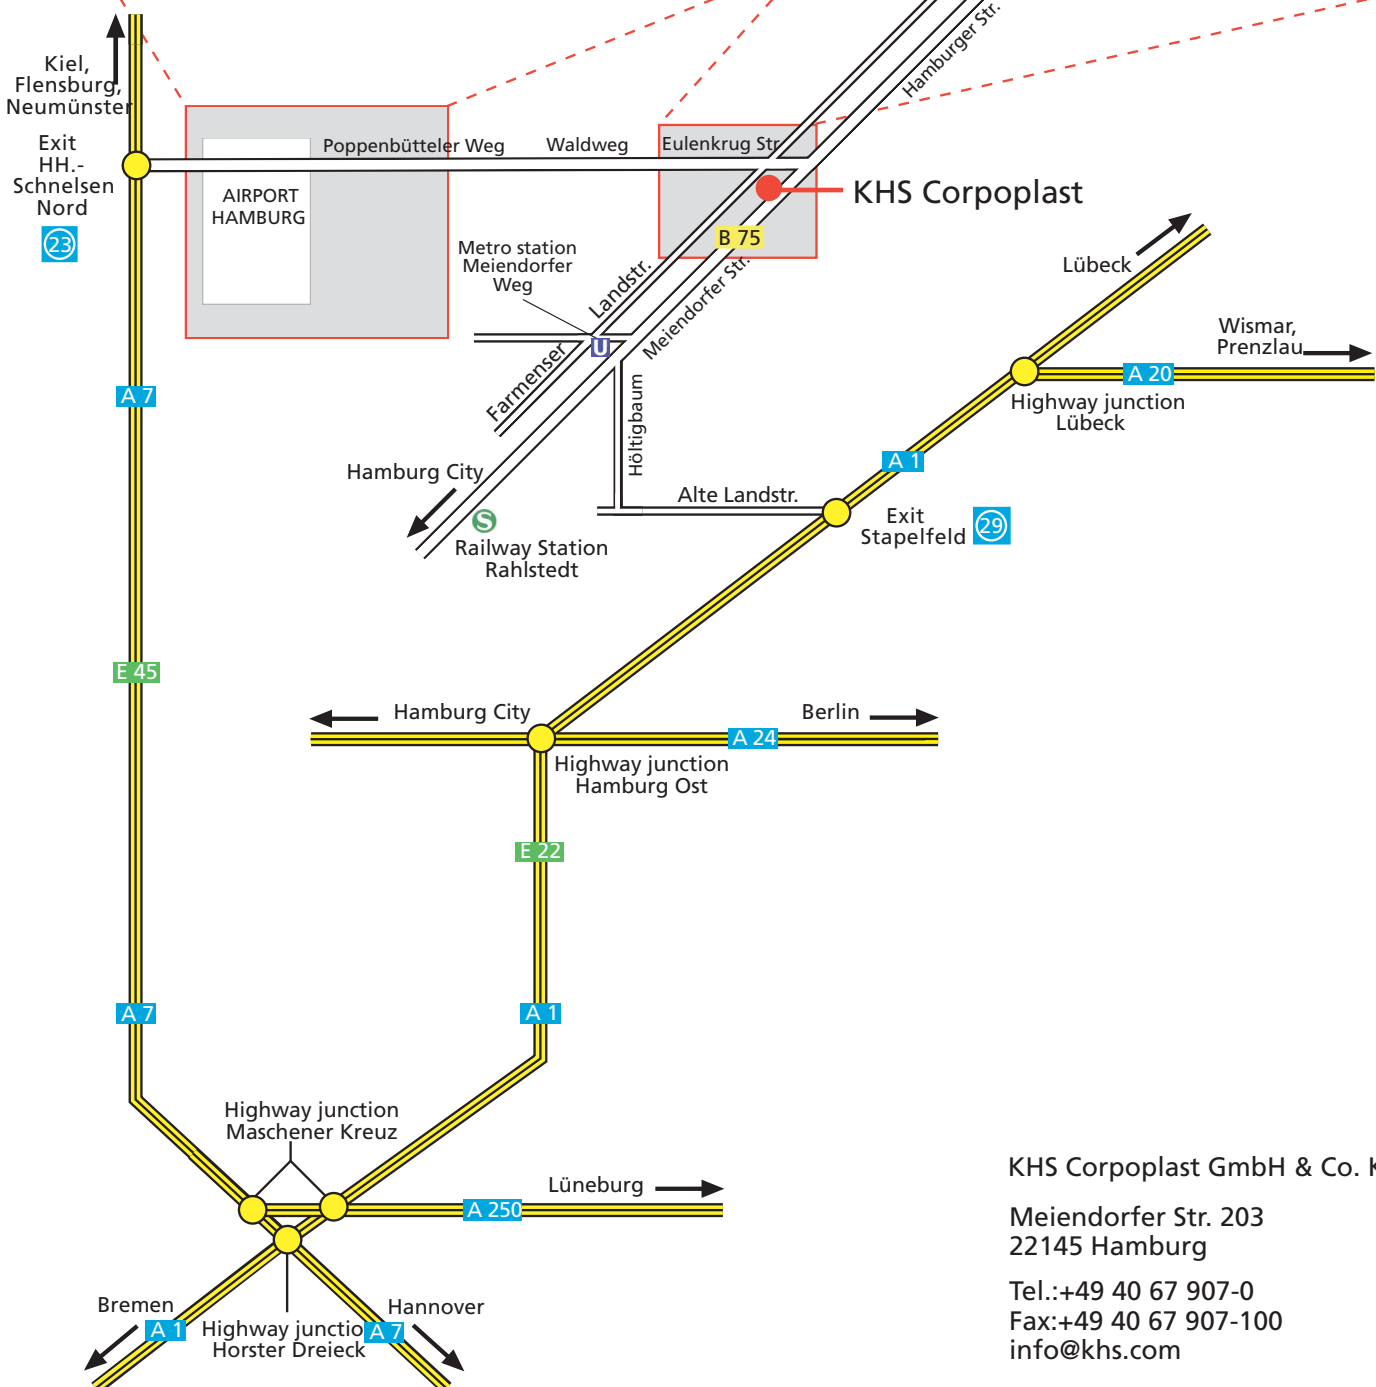 Hamburger Str.
Kiel,
Flensburg,
Neumünster
Exit
HH.-
Schnelsen
Nord
23
Poppenbütteler Weg
Waldweg
Eulenkrug Str.
AIRPORT
HAMBURG
KHS Corpoplast
B 75
Metro station
Meiendorfer
Weg
Landstr.
Meiendorfer Str.
U
Farmenser
Höltigbaum
Lübeck
Wismar,
Prenzlau
A 20
Highway junction
Lübeck
A 7
A 1
Hamburg City
Alte Landstr.
Exit
Stapelfeld
29
S
Railway Station
Rahlstedt
E 45
Hamburg City
Berlin
A 24
Highway junction
Hamburg Ost
E 22
A 7
A 1
Highway junction
Maschener Kreuz
Lüneburg
A 250
Bremen
A 1
Highway junctio
Horster Dreieck
A 7
Hannover
KHS Corpoplast GmbH & Co.
Meiendorfer Str. 203
22145 Hamburg
Tel.:+49 40 67 907-0
Fax:+49 40 67 907-100
info@khs.com